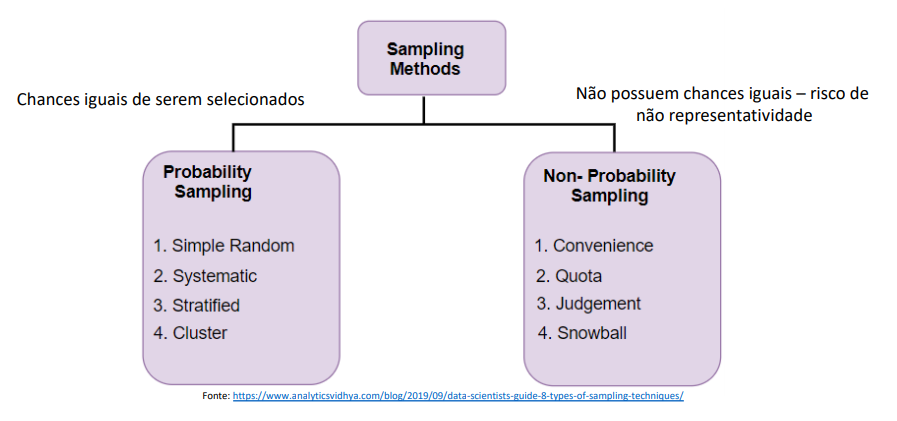 Sampling
Methods
Chances iguais de serem selecionados
Não possuem chances iguais – risco de
não representatividade
Probability
Sampling
1. Simple Random
2. Systematic
3. Stratified
4. Cluster
Non- Probability
Sampling
1. Convenience
2. Quota
3. Judgement
4. Snowball
Fonte: https://www.analyticsvidhya.com/blog/2019/09/data-scientists-guide-8-types-of-sampling-techniques/